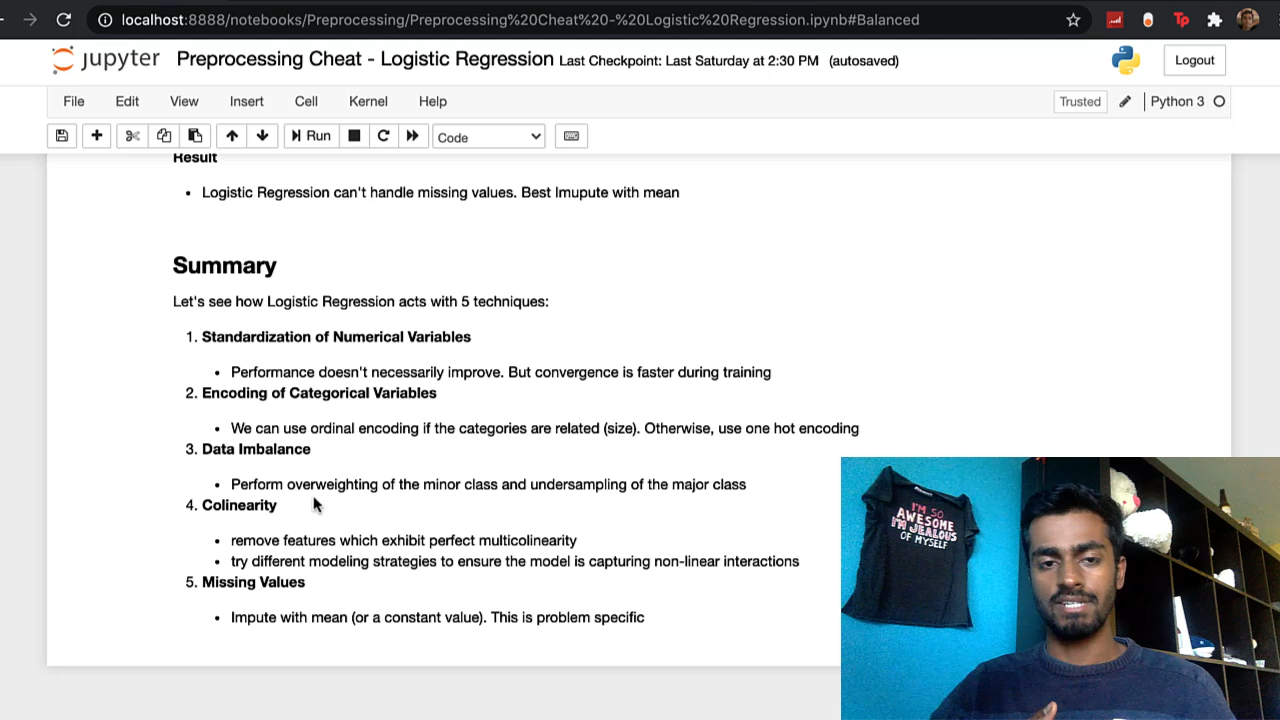 localhost:8888/notebooks/Preprocessing/Preprocessing%20Cheat%20-%20Logistic%20Regression.ipynb#Balanced
Tp
jupyter Preprocessing Cheat - Logistic Regression Last Checkpoint: Last Saturday at 2:30 PM (autosaved) Logout
File Edit View Insert Cell Kernel Help Trusted Python 3
Run Code
Result
• Logistic Regression can't handle missing values. Best Imupute with mean
Summary
Let's see how Logistic Regression acts with 5 techniques:
1. Standardization of Numerical Variables
• Performance doesn't necessarily improve. But convergence is faster during training
2. Encoding of Categorical Variables
• We can use ordinal encoding if the categories are related (size). Otherwise, use one hot encoding
3. Data Imbalance
• Perform overweighting of the minor class and undersampling of the major class
4. Colinearity
• remove features which exhibit perfect multicolinearity
• try different modeling strategies to ensure the model is capturing non-linear interactions
5. Missing Values
• Impute with mean (or a constant value). This is problem specific
I'M SO
AWESOME
I'M JEALOUS
OF MYSELF